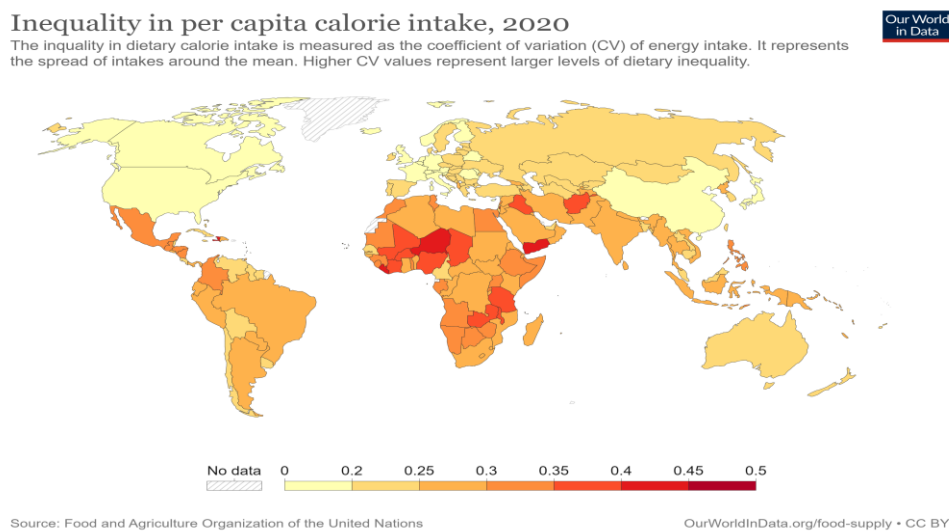 Inequality in per capita calorie intake, 2020
Our World
in Data
The inquality in dietary calorie intake is measured as the coefficient of variation (CV) of energy intake. It represents
the spread of intakes around the mean. Higher CV values represent larger levels of dietary inequality.
No data
0
0.2
0.25
0.3
0.35
0.4
0.45
0.5
Source: Food and Agriculture Organization of the United Nations
OurWorldInData.org/food-supply • CC BY